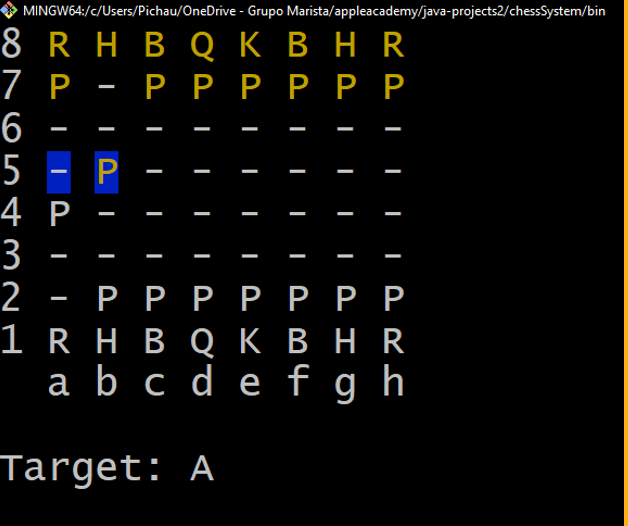 MINGW64:/c/Users/Pichau/OneDrive - Grupo Marista/appleacademy/java-projects2/chessSystem/bin
8 R H B Q K B H R
7 P - P P P P P P
6 - - - - - - - -
5 - P - - - - - -
4 P - - - - - - -
3 - - - - - - - -
2 - P P P P P P P
1 R H B Q K B H R
a b c d e f g h
Target: A